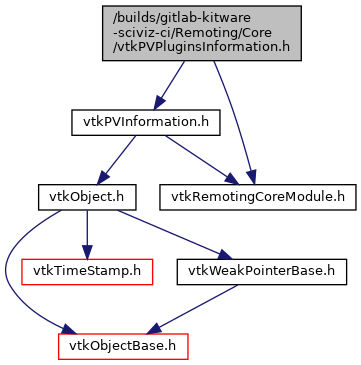 /builds/gitlab-kitware
-sciviz-ci/Remoting/Core
/vtkPVPluginsInformation.h
vtkPVInformation.h
vtkObject.h
vtkRemotingCoreModule.h
vtkTimeStamp.h
vtkWeakPointerBase.h
vtkObjectBase.h